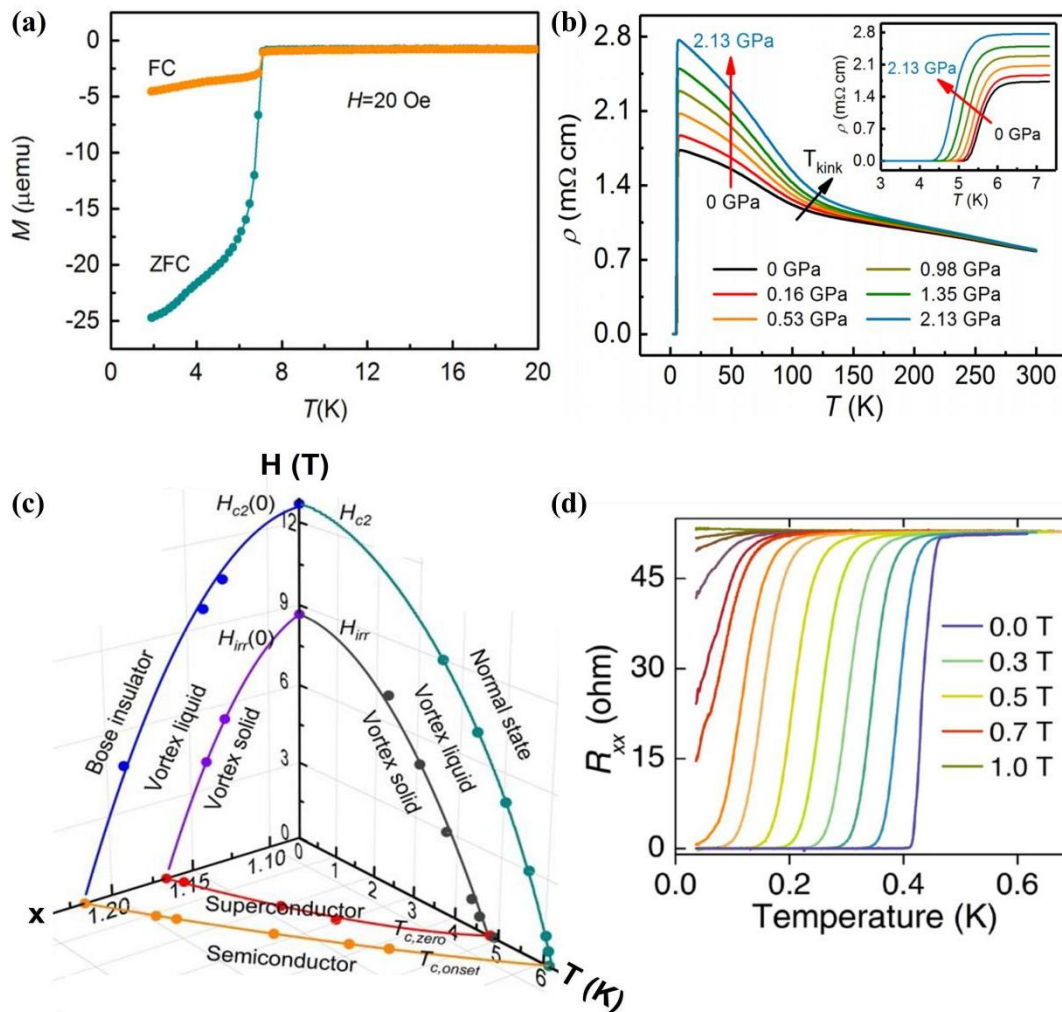 (a)
0
-5
-10
-15
-20
-25
M (μemu)
FC
H=20 Oe
ZFC
0 4 8 12 16 20
T(K)
(b)
2.8
2.1
1.4
0.7
0.0
ρ (mΩ cm)
2.13 GPa
0 GPa
T kink
0 GPa
0.16 GPa
0.53 GPa
0.98 GPa
1.35 GPa
2.13 GPa
0 50 100 150 200 250 300
T (K)
2.8
2.1
1.4
0.7
0.0
ρ (mΩ cm)
2.13 GPa
0 GPa
3 4 5 6 7
T (K)
(c)
H (T)
Hc2(0)
Hc2
12
9
Hirr(0)
Hirr
6
3
0
Bose insulator
Vortex liquid
Vortex solid
Vortex solid
Vortex liquid
Normal state
1.20 1.15 1.10
0 1 2 3 4 5 6
x
Superconductor
Tc,zero
Semiconductor
Tc,onset
T (K)
(d)
45
30
15
0
Rxx (ohm)
0.0 T
0.3 T
0.5 T
0.7 T
1.0 T
0.0 0.2 0.4 0.6
Temperature (K)